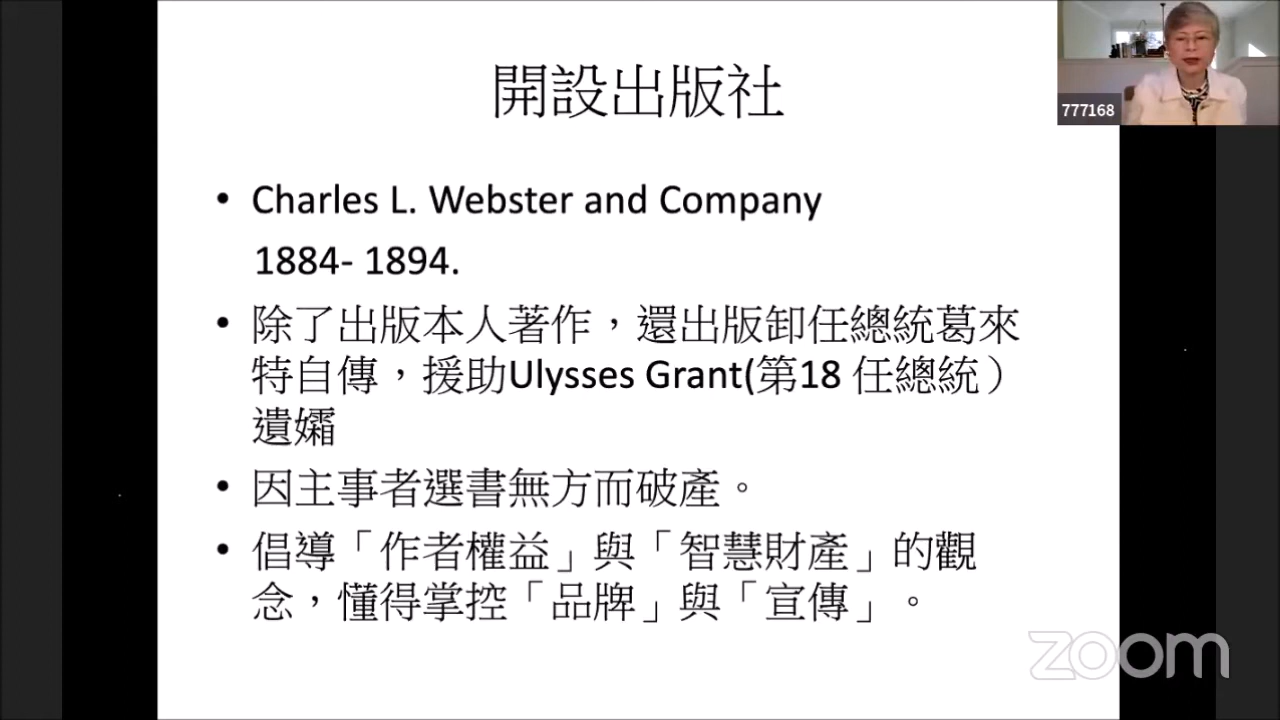 開設出版社
777168
• Charles L. Webster and Company
1884- 1894.
• 除了出版本人著作，還出版卸任總統葛來
特自傳，援助Ulysses Grant(第18 任總統）
遺孀
• 因主事者選書無方而破產。
• 倡導「作者權益」與「智慧財產」的觀
念，懂得掌控「品牌」與「宣傳」。
zoom